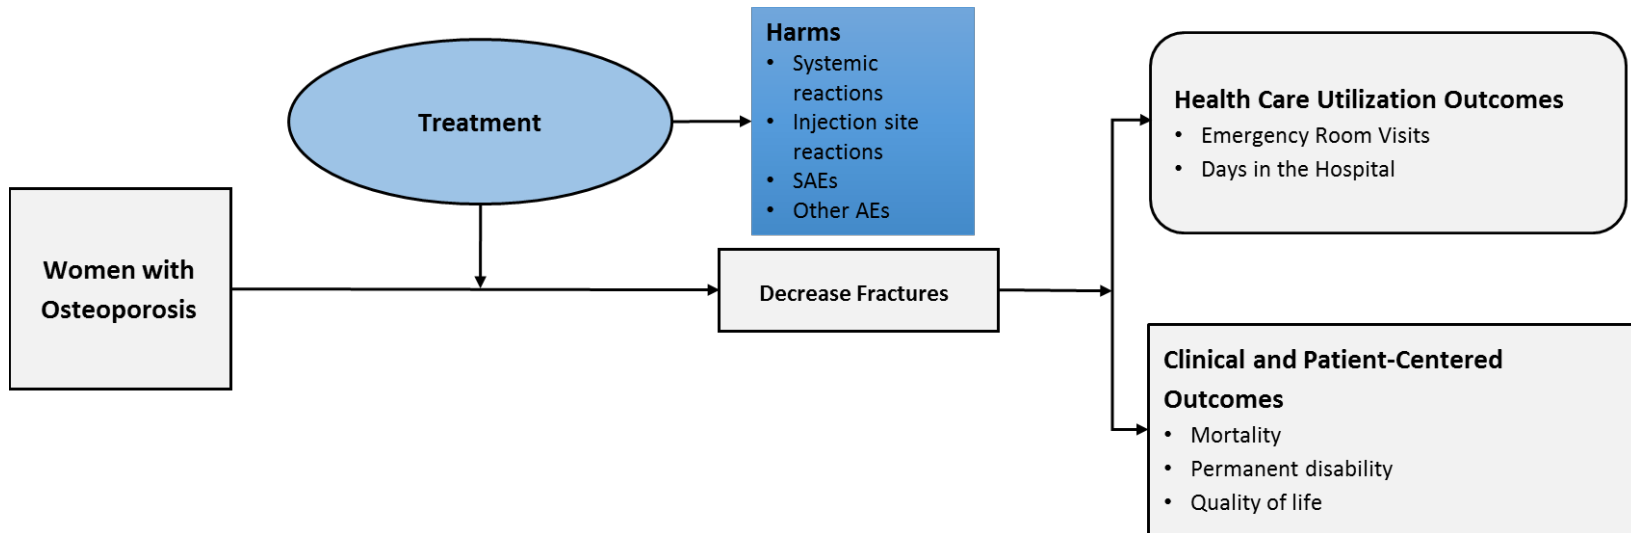 Women with
Osteoporosis
Treatment
Harms
• Systemic
reactions
• Injection site
reactions
• SAEs
• Other AEs
Decrease Fractures
Health Care Utilization Outcomes
• Emergency Room Visits
• Days in the Hospital
Clinical and Patient-Centered
Outcomes
• Mortality
• Permanent disability
• Quality of life